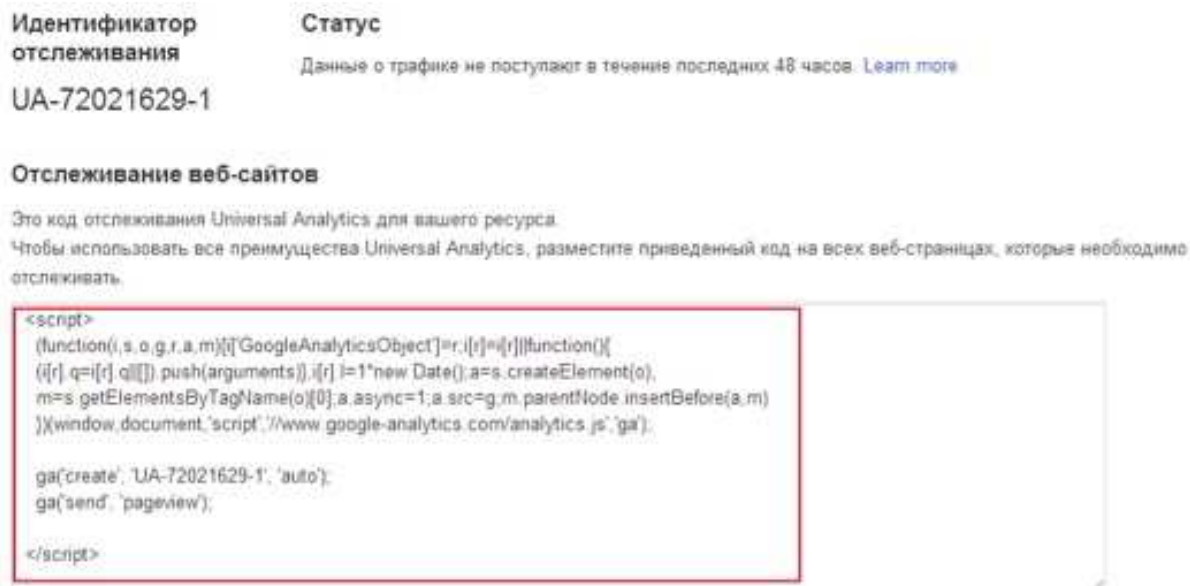 Идентификатор отслеживания
Статус
Данные о трафике не поступают в течение последних 48 часов. Learn more
UA-72021629-1
Отслеживание веб-сайтов
Это код отслеживания Universal Analytics для вашего ресурса.
Чтобы использовать все преимущества Universal Analytics, разместите приведенный код на всех веб-страницах, которые необходимо
отслеживать.
<script>
(function(i,s,o,g,r,a,m){i['GoogleAnalyticsObject']=r;i[r]=i[r]||function(){
(i[r].q=i[r].q||[]).push(arguments)},i[r].l=1*new Date();a=s.createElement(o),
m=s.getElementsByTagName(o)[0];a.async=1;a.src=g;m.parentNode.insertBefore(a,m)
})(window,document,'script','//www.google-analytics.com/analytics.js','ga');
ga('create', 'UA-72021629-1', 'auto');
ga('send', 'pageview');
</script>